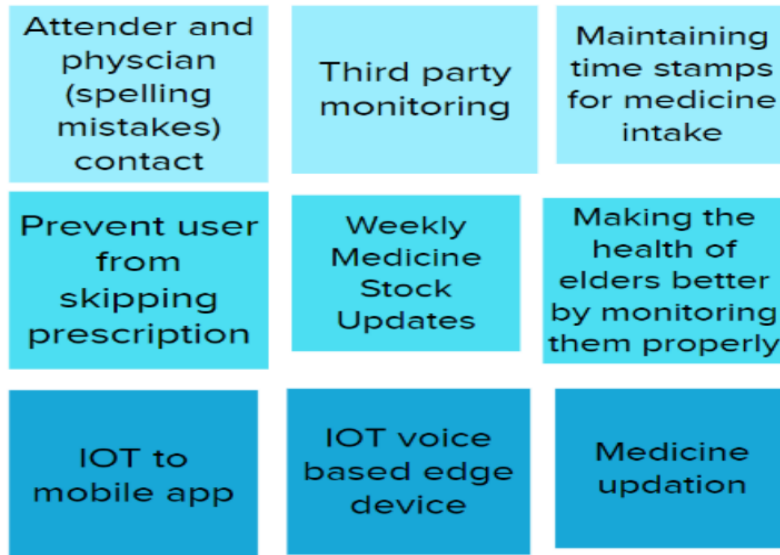 Attender and
physcian
(spelling
mistakes)
contact
Third party
monitoring
Maintaining
time stamps
for medicine
intake
Prevent user
from
skipping
prescription
Weekly
Medicine
Stock
Updates
Making the
health of
elders better
by monitoring
them properly
IOT to
mobile app
IOT voice
based edge
device
Medicine
updation